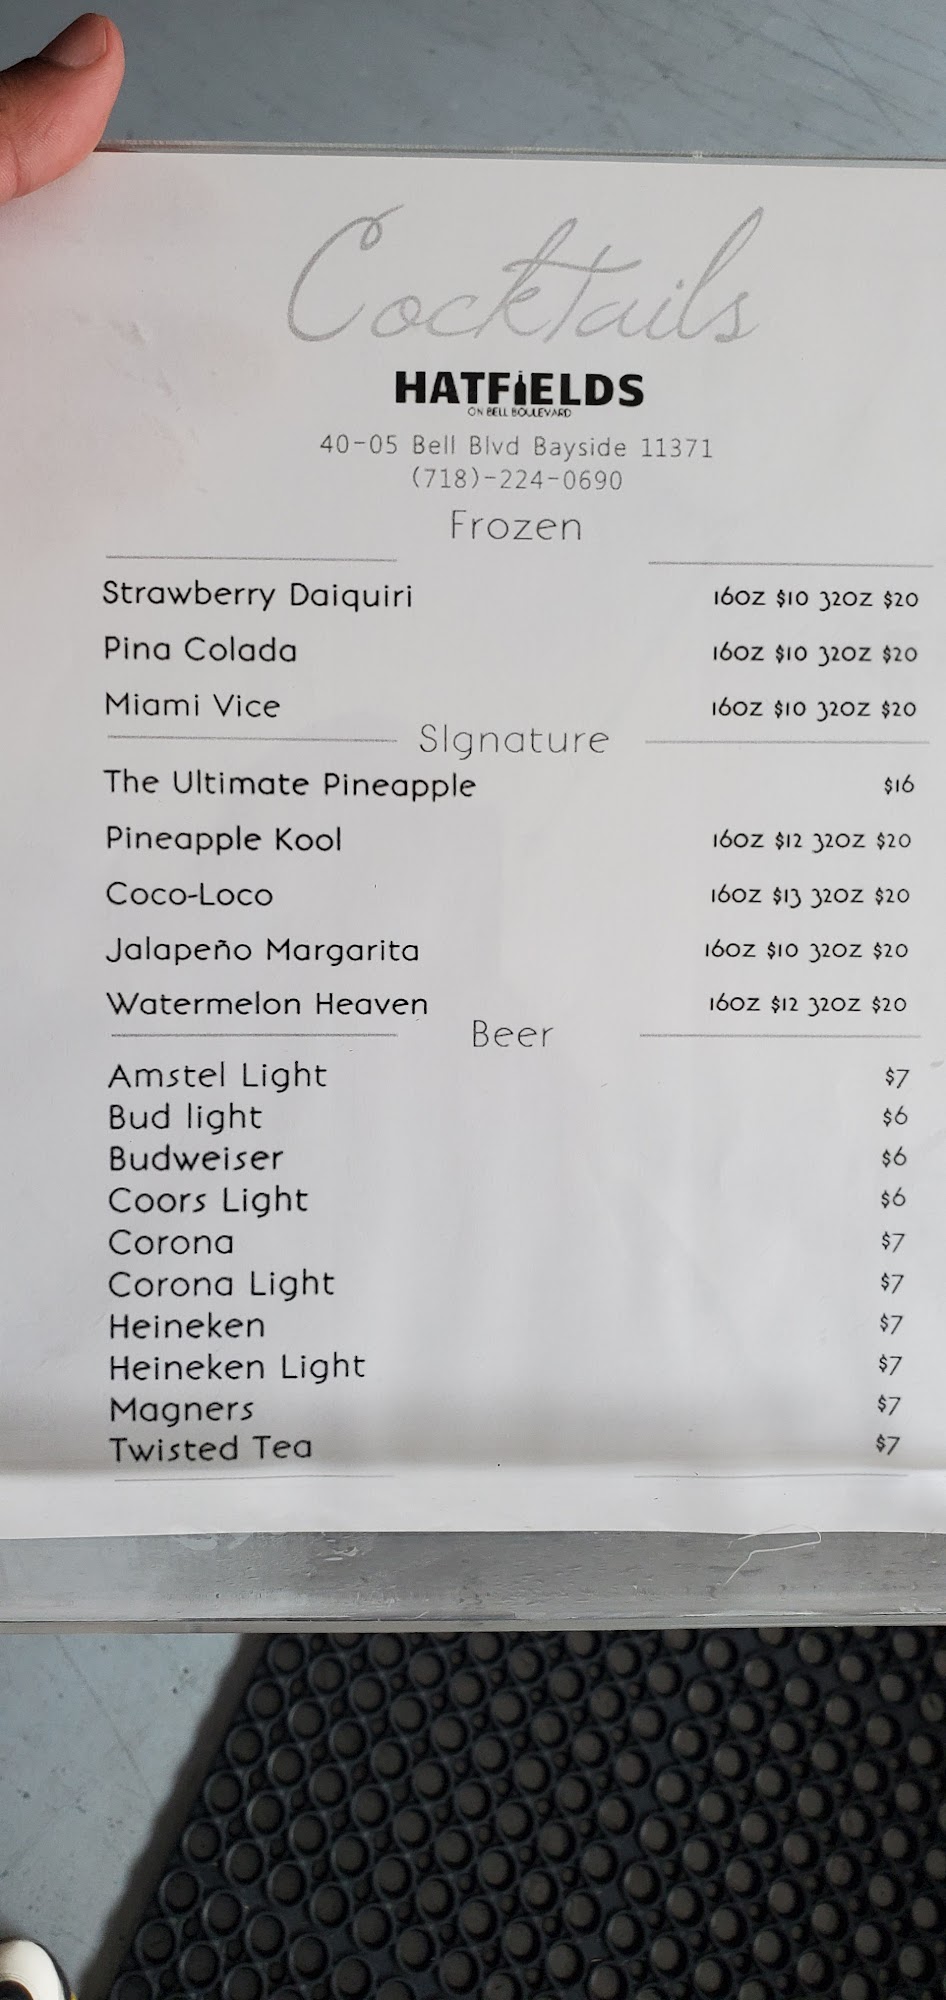 Cocktails
HATFiELDS
ON BELL BOULEVARD
40-05 Bell Blvd Bayside 11371
(718)-224-0690
Frozen
Strawberry Daiquiri 16oz $10 32oz $20
Pina Colada 16oz $10 32oz $20
Miami Vice 16oz $10 32oz $20
SIgnature
The Ultimate Pineapple $16
Pineapple Kool 16oz $12 32oz $20
Coco-Loco 16oz $13 32oz $20
Jalapeño Margarita 16oz $10 32oz $20
Watermelon Heaven 16oz $12 32oz $20
Beer
Amstel Light $7
Bud light $6
Budweiser $6
Coors Light $6
Corona $7
Corona Light $7
Heineken $7
Heineken Light $7
Magners $7
Twisted Tea $7